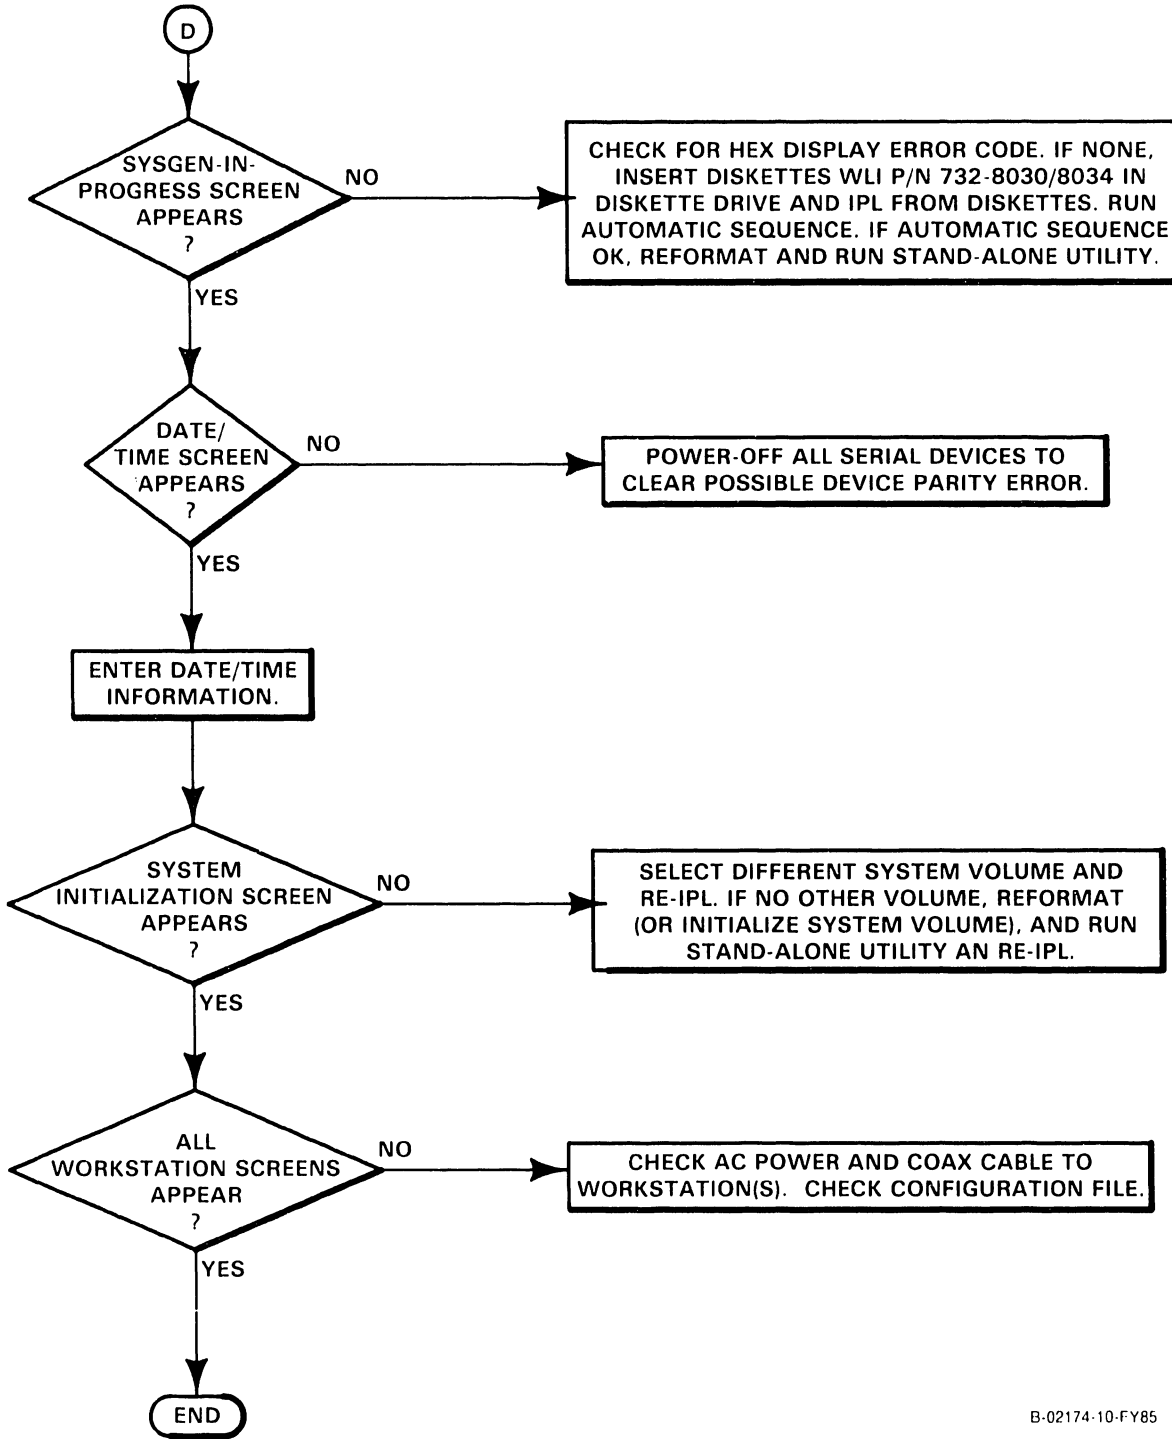 D
SYSGEN-IN-
PROGRESS SCREEN
APPEARS
?
NO
CHECK FOR HEX DISPLAY ERROR CODE. IF NONE,
INSERT DISKETTES WLI P/N 732-8030/8034 IN
DISKETTE DRIVE AND IPL FROM DISKETTES. RUN
AUTOMATIC SEQUENCE. IF AUTOMATIC SEQUENCE
OK, REFORMAT AND RUN STAND-ALONE UTILITY.
YES
DATE/
TIME SCREEN
APPEARS
?
NO
POWER-OFF ALL SERIAL DEVICES TO
CLEAR POSSIBLE DEVICE PARITY ERROR.
YES
ENTER DATE/TIME
INFORMATION.
SYSTEM
INITIALIZATION SCREEN
APPEARS
?
NO
SELECT DIFFERENT SYSTEM VOLUME AND
RE-IPL. IF NO OTHER VOLUME, REFORMAT
(OR INITIALIZE SYSTEM VOLUME), AND RUN
STAND-ALONE UTILITY AN RE-IPL.
YES
ALL
WORKSTATION SCREENS
APPEAR
?
NO
CHECK AC POWER AND COAX CABLE TO
WORKSTATION(S). CHECK CONFIGURATION FILE.
YES
END
B-02174-10-FY85